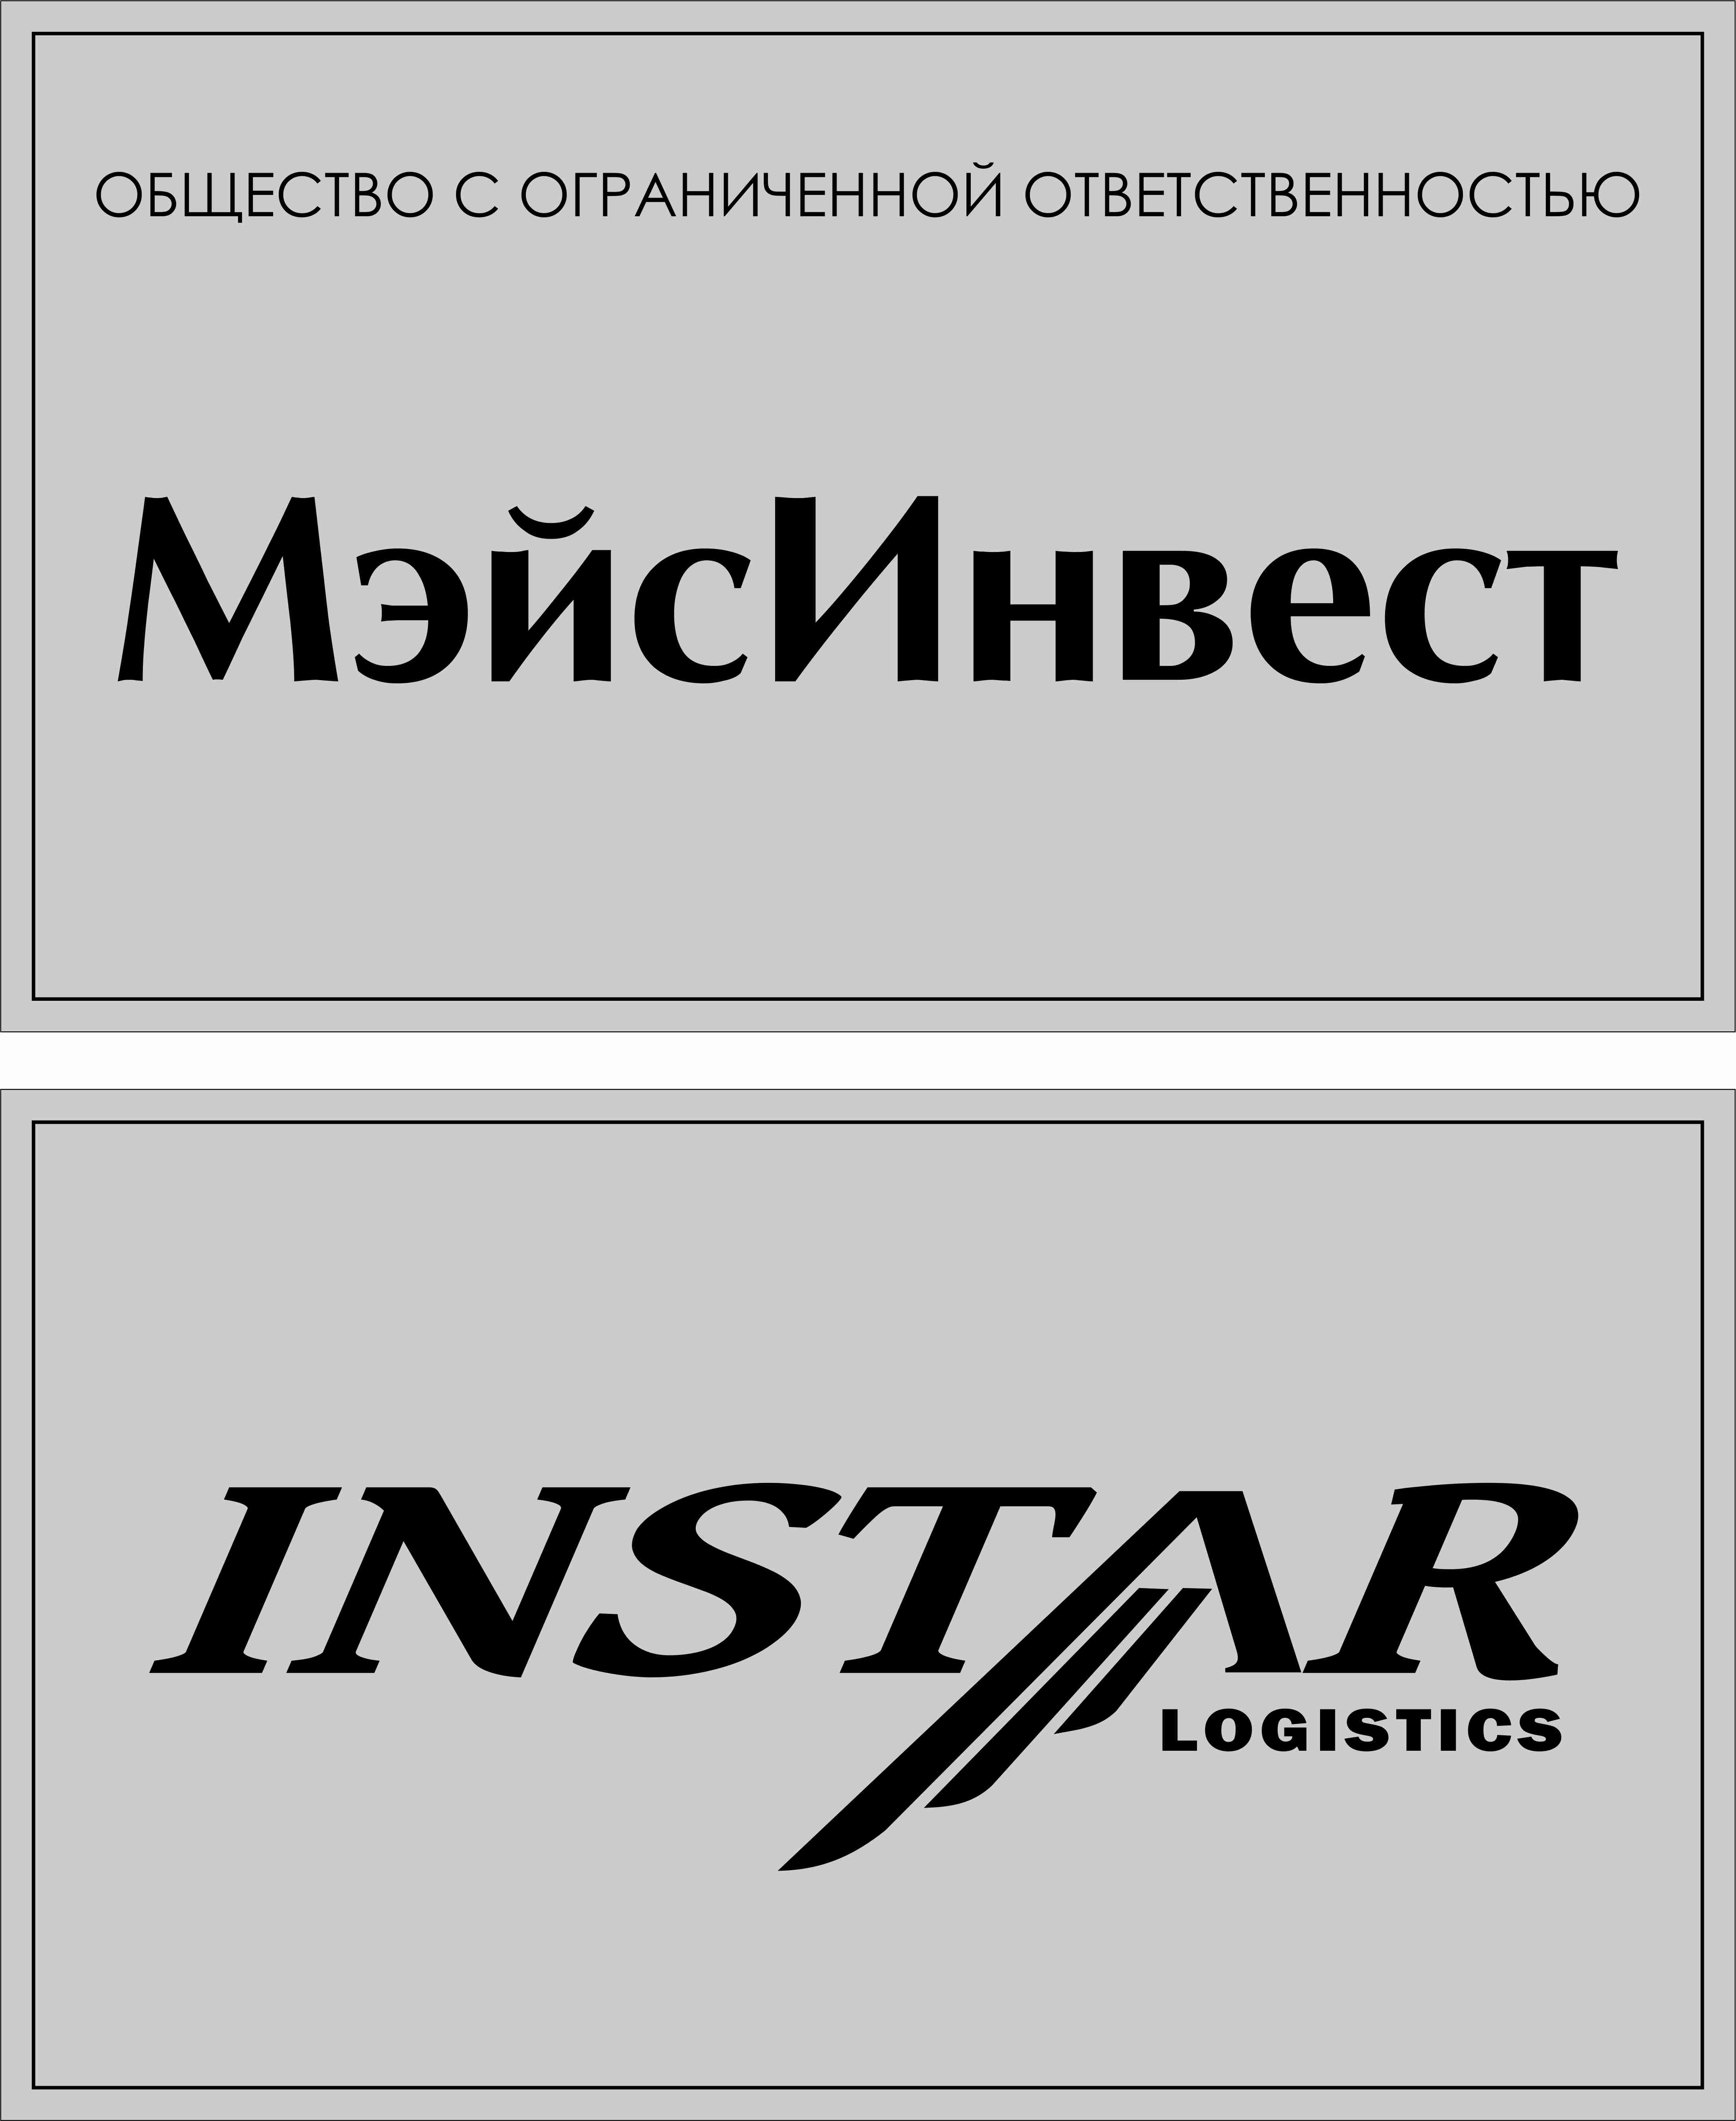 ОБЩЕСТВО С ОГРАНИЧЕННОЙ ОТВЕТСТВЕННОСТЬЮ
МэйсИнвест
INSTAR
LOGISTICS